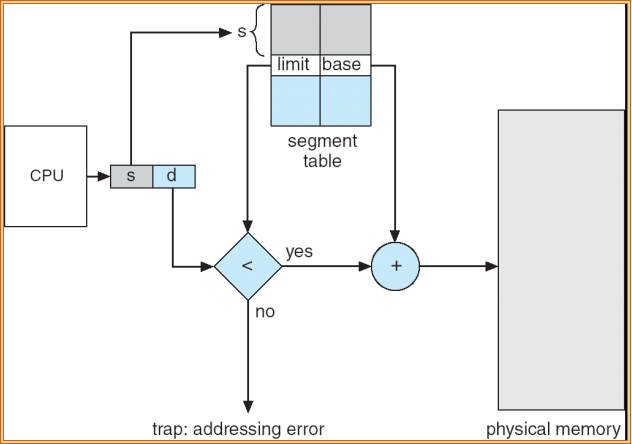 s
limit base
segment
table
CPU
s d
<
yes
+
no
trap: addressing error
physical memory